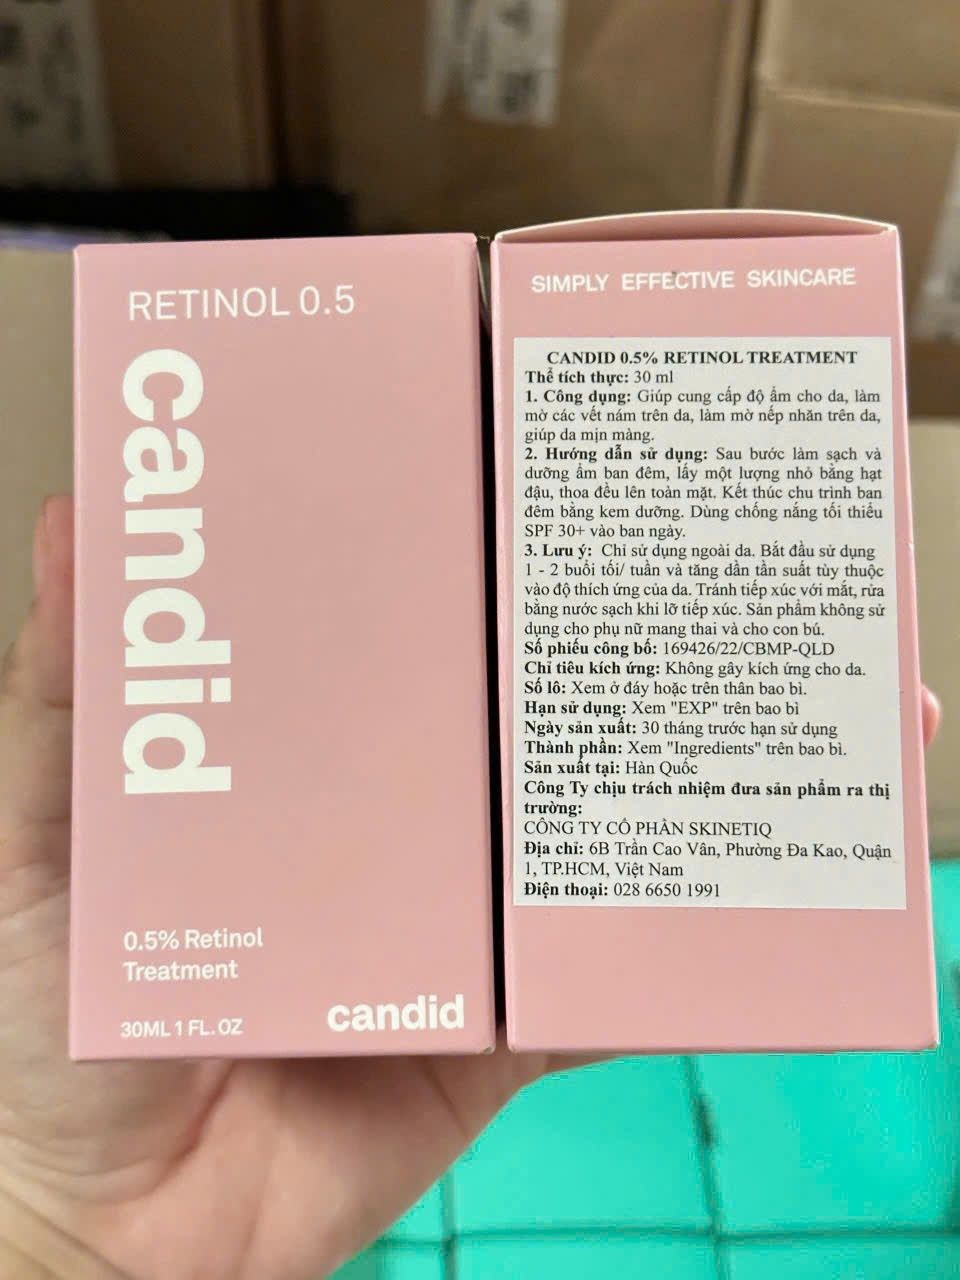 RETINOL 0.5
candid
0.5% Retinol
Treatment
30ML 1 FL. OZ
candid
SIMPLY EFFECTIVE SKINCARE
CANDID 0.5% RETINOL TREATMENT
Thể tích thực: 30 ml
1. Công dụng: Giúp cung cấp độ ẩm cho da, làm
mờ các vết nám trên da, làm mờ nếp nhăn trên da,
giúp da mịn màng.
2. Hướng dẫn sử dụng: Sau bước làm sạch và
dưỡng ẩm ban đêm, lấy một lượng nhỏ bằng hạt
đậu, thoa đều lên toàn mặt. Kết thúc chu trình ban
đêm bằng kem dưỡng. Dùng chống nắng tối thiểu
SPF 30+ vào ban ngày.
3. Lưu ý: Chỉ sử dụng ngoài da. Bắt đầu sử dụng
1 - 2 buổi tối/ tuần và tăng dần tần suất tùy thuộc
vào độ thích ứng của da. Tránh tiếp xúc với mắt, rửa
bằng nước sạch khi lỡ tiếp xúc. Sản phẩm không sử
dụng cho phụ nữ mang thai và cho con bú.
Số phiếu công bố: 169426/22/CBMP-QLD
Chỉ tiêu kích ứng: Không gây kích ứng cho da.
Số lô: Xem ở đáy hoặc trên thân bao bì.
Hạn sử dụng: Xem "EXP" trên bao bì
Ngày sản xuất: 30 tháng trước hạn sử dụng
Thành phần: Xem "Ingredients" trên bao bì.
Sản xuất tại: Hàn Quốc
Công Ty chịu trách nhiệm đưa sản phẩm ra thị
trường:
CÔNG TY CỔ PHẦN SKINETIQ
Địa chỉ: 6B Trần Cao Vân, Phường Đa Kao, Quận
1, TP.HCM, Việt Nam
Điện thoại: 028 6650 1991